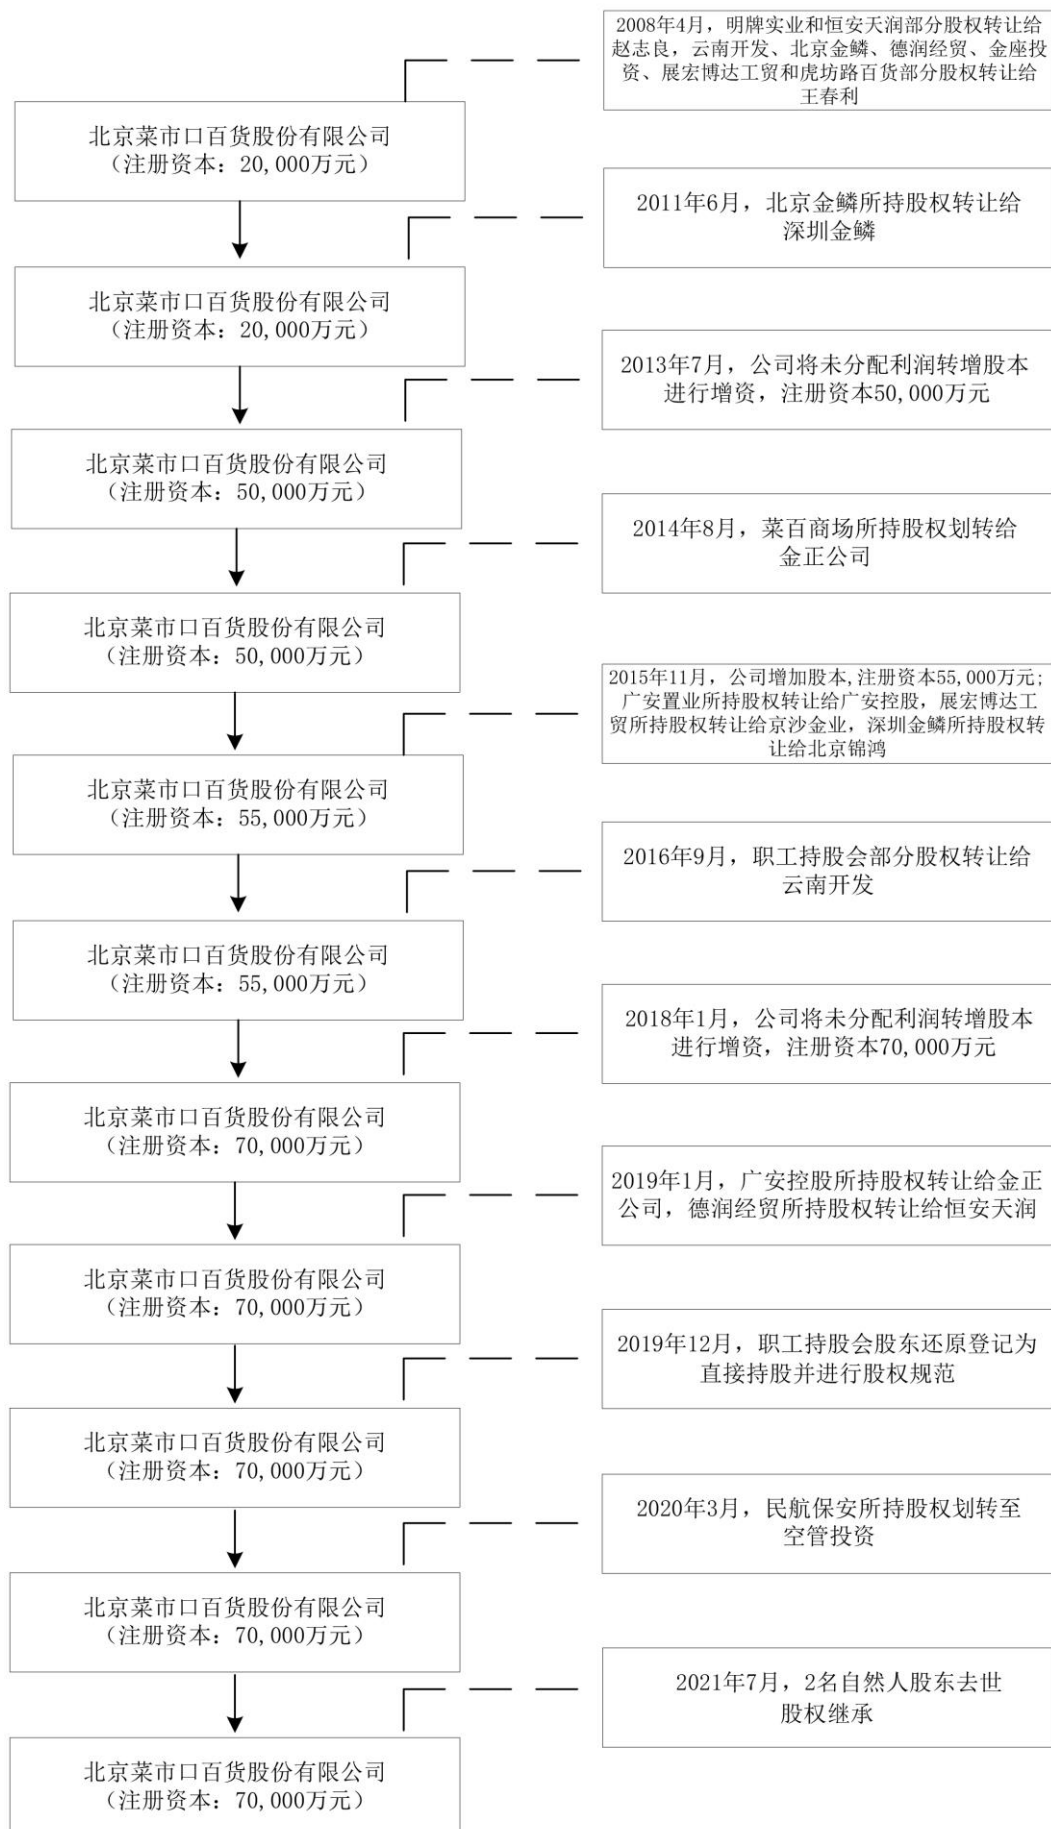 2008年4月，明牌实业和恒安天润部分股权转让给
赵志良，云南开发、北京金鳞、德润经贸、金座投
资、展宏博达工贸和虎坊路百货部分股权转让给
王春利
北京菜市口百货股份有限公司
（注册资本：20,000万元）
2011年6月，北京金鳞所持股权转让给
深圳金鳞
北京菜市口百货股份有限公司
（注册资本：20,000万元）
2013年7月，公司将未分配利润转增股本
进行增资，注册资本50,000万元
北京菜市口百货股份有限公司
（注册资本：50,000万元）
2014年8月，菜百商场所持股权划转给
金正公司
北京菜市口百货股份有限公司
（注册资本：50,000万元）
2015年11月，公司增加股本,注册资本55,000万元;
广安置业所持股权转让给广安控股，展宏博达工
贸所持股权转让给京沙金业，深圳金鳞所持股权转
让给北京锦鸿
北京菜市口百货股份有限公司
（注册资本：55,000万元）
2016年9月，职工持股会部分股权转让给
云南开发
北京菜市口百货股份有限公司
（注册资本：55,000万元）
2018年1月，公司将未分配利润转增股本
进行增资，注册资本70,000万元
北京菜市口百货股份有限公司
（注册资本：70,000万元）
2019年1月，广安控股所持股权转让给金正
公司，德润经贸所持股权转让给恒安天润
北京菜市口百货股份有限公司
（注册资本：70,000万元）
2019年12月，职工持股会股东还原登记为
直接持股并进行股权规范
北京菜市口百货股份有限公司
（注册资本：70,000万元）
2020年3月，民航保安所持股权划转至
空管投资
北京菜市口百货股份有限公司
（注册资本：70,000万元）
2021年7月，2名自然人股东去世
股权继承
北京菜市口百货股份有限公司
（注册资本：70,000万元）